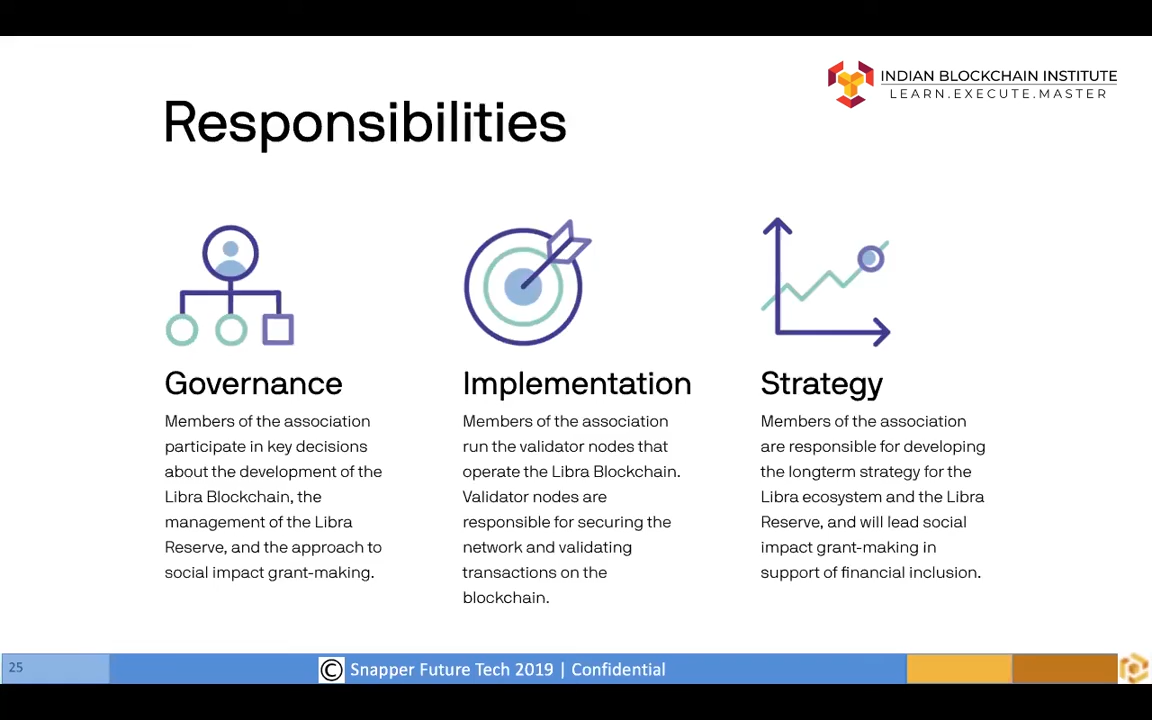 INDIAN BLOCKCHAIN INSTITUTE
LEARN.EXECUTE.MASTER
Responsibilities
Governance
Members of the association
participate in key decisions
about the development of the
Libra Blockchain, the
management of the Libra
Reserve, and the approach to
social impact grant-making.
Implementation
Members of the association
run the validator nodes that
operate the Libra Blockchain.
Validator nodes are
responsible for securing the
network and validating
transactions on the
blockchain.
Strategy
Members of the association
are responsible for developing
the longterm strategy for the
Libra ecosystem and the Libra
Reserve, and will lead social
impact grant-making in
support of financial inclusion.
25
© Snapper Future Tech 2019 | Confidential